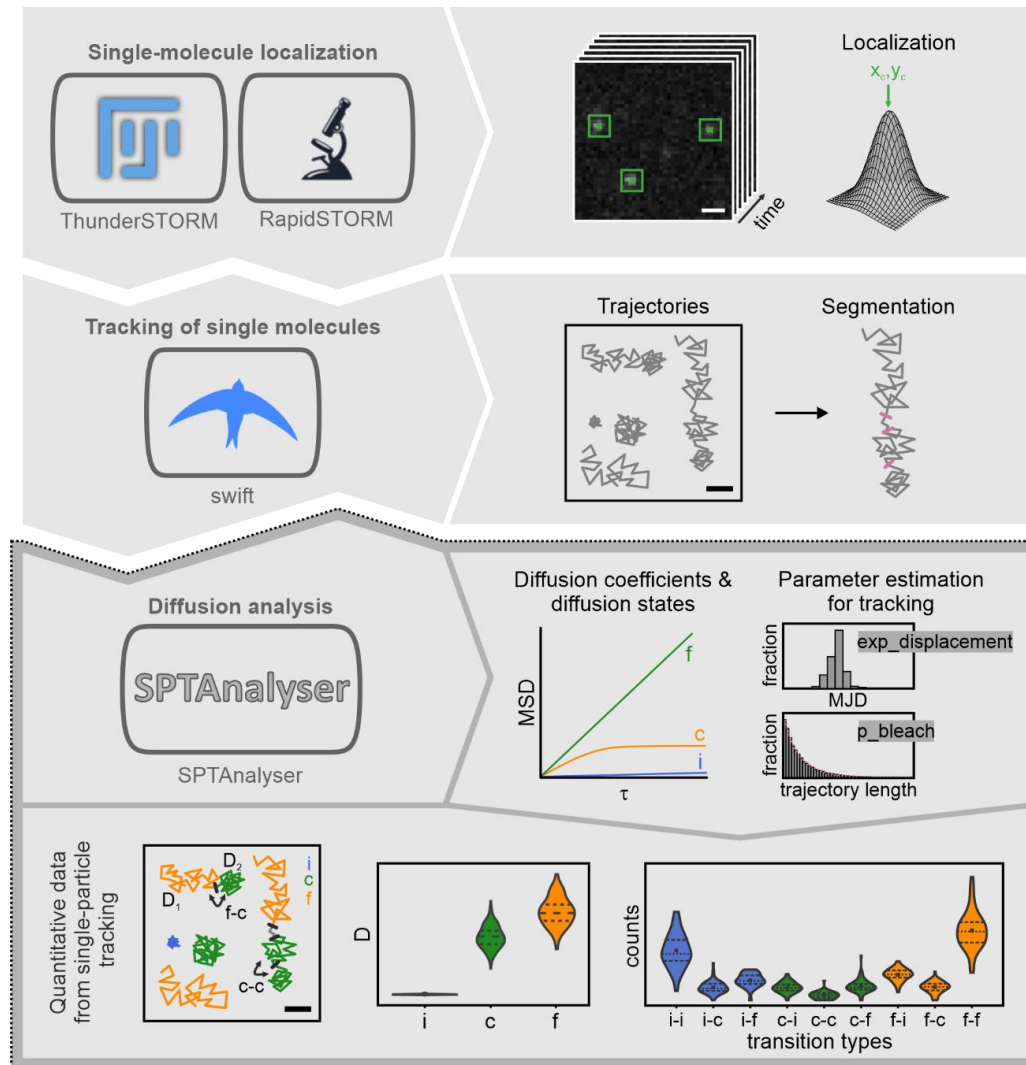 Single-molecule localization
ThunderSTORM
RapidSTORM
time
Localization
x_c,y_c
Tracking of single molecules
swift
Trajectories
Segmentation
Diffusion analysis
SPTAnalyser
SPTAnalyser
Diffusion coefficients &
diffusion states
MSD
f
c
i
τ
Parameter estimation
for tracking
fraction
exp_displacement
MJD
fraction
p_bleach
trajectory length
Quantitative data
from single-particle
tracking
D₂
i
c
f
D₁
f-c
c-c
D
i
c
f
counts
i-i
i-c
i-f
c-i
c-c
c-f
f-i
f-c
f-f
transition types